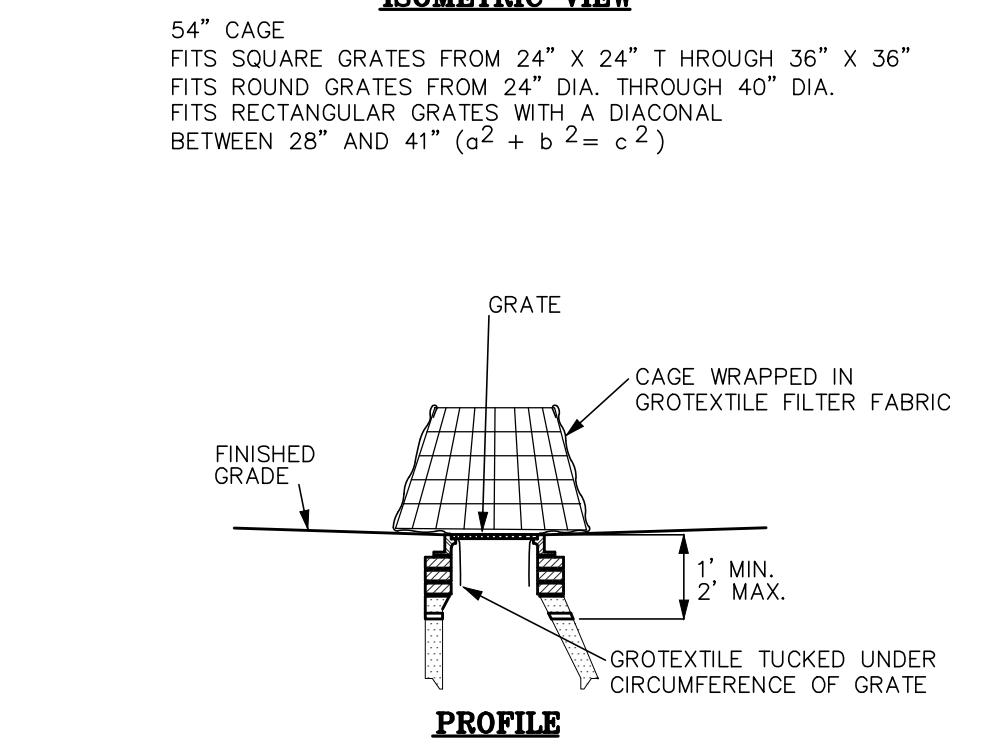 ISOMETRIC VIEW
54” CAGE
FITS SQUARE GRATES FROM 24” X 24” T HROUGH 36” X 36”
FITS ROUND GRATES FROM 24” DIA. THROUGH 40” DIA.
FITS RECTANGULAR GRATES WITH A DIACONAL
BETWEEN 28” AND 41” (a² + b ²= c ²)
GRATE
CAGE WRAPPED IN
GROTEXTILE FILTER FABRIC
FINISHED
GRADE
1’ MIN.
2’ MAX.
GROTEXTILE TUCKED UNDER
CIRCUMFERENCE OF GRATE
PROFILE